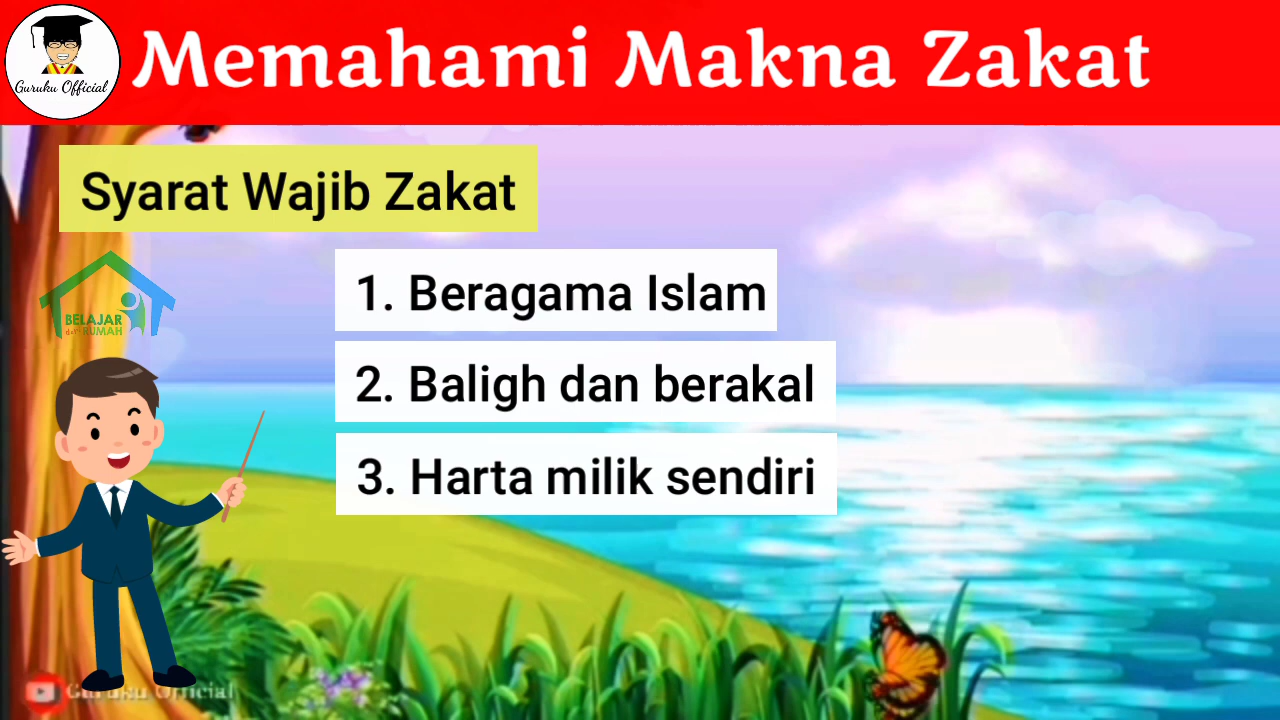 Memahami Makna Zakat
Guruku Official
Syarat Wajib Zakat
1. Beragama Islam
BELAJAR
dari RUMAH
2. Baligh dan berakal
3. Harta milik sendiri
Guruku Official